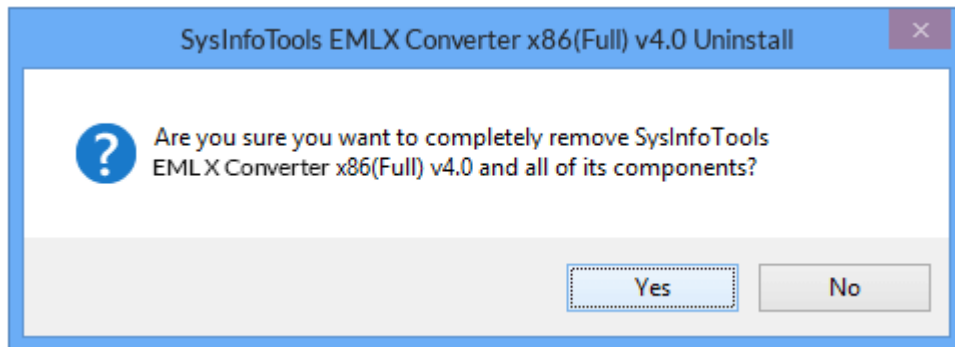 SysInfoTools EMLX Converter x86(Full) v4.0 Uninstall
Are you sure you want to completely remove SysInfoTools
EMLX Converter x86(Full) v4.0 and all of its components?
Yes
No